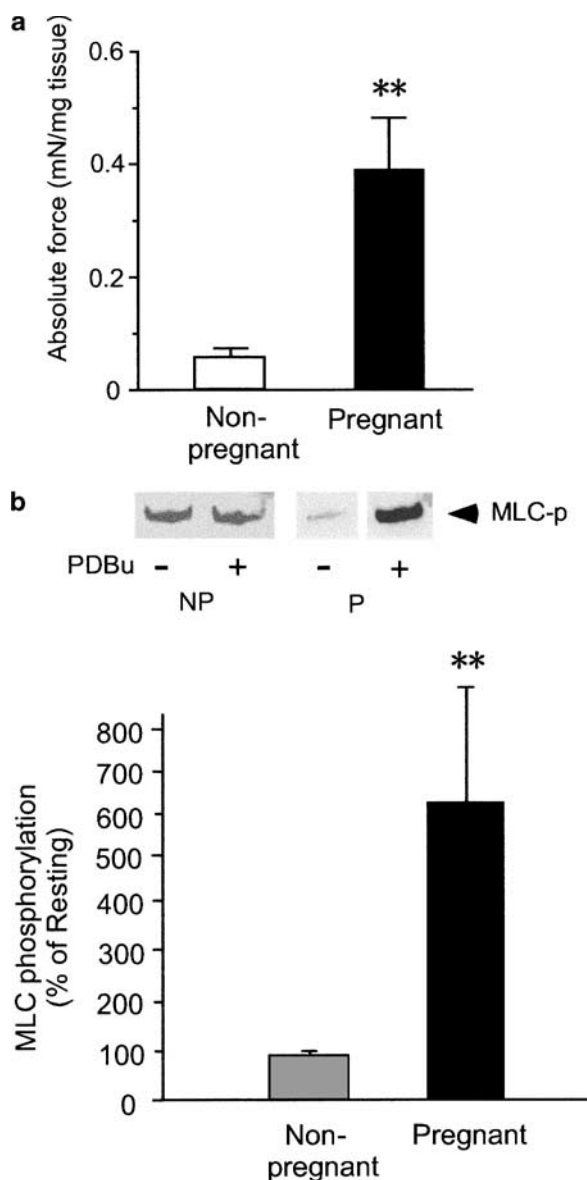 a
Absolute force (mN/mg tissue)
0.6
0.4
0.2
0
**
Non-
pregnant
Pregnant
b
MLC-p
PDBu - + - +
NP P
MLC phosphorylation
(% of Resting)
800
700
600
500
400
300
200
100
0
**
Non-
pregnant
Pregnant